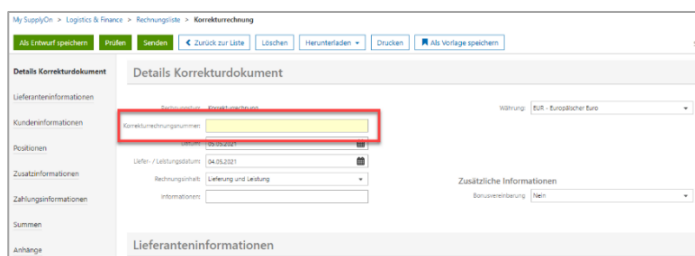 My SupplyOn > Logistics & Finance > Rechnungsliste > Korrekturrechnung
Als Entwurf speichern Prüfen Senden Zurück zur Liste Löschen Herunterladen Drucken Als Vorlage speichern
Details Korrekturdokument
Lieferanteninformationen
Kundeninformationen
Positionen
Zusatzinformationen
Zahlungsinformationen
Summen
Anhänge
Details Korrekturdokument
Korrekturrechnung
Korrekturrechnungsnummer:
Datum: 05.05.2021
Liefer- / Leistungsdatum: 04.05.2021
Rechnungsinhalt: Lieferung und Leistung
Informationen:
Währung: EUR - Europäischer Euro
Zusätzliche Informationen
Bonusvereinbarung: Nein
Lieferanteninformationen